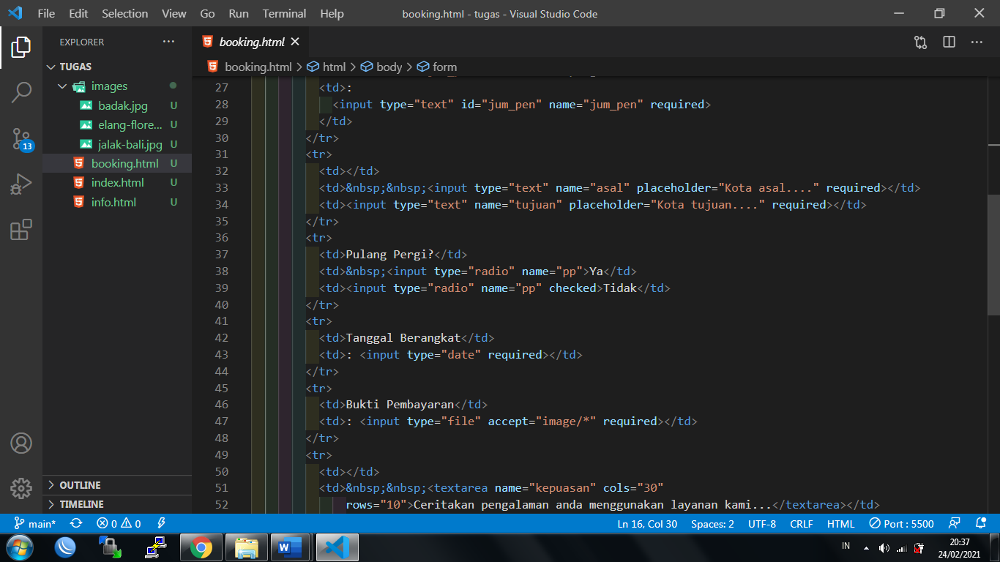 File Edit Selection View Go Run Terminal Help booking.html - tugas - Visual Studio Code
EXPLORER
TUGAS
images
badak.jpg U
elang-flore... U
jalak-bali.jpg U
booking.html U
index.html U
info.html U
OUTLINE
TIMELINE
13
booking.html
booking.html > html > body > form
27 <td>:
28 <input type="text" id="jum_pen" name="jum_pen" required>
29 </td>
30 </tr>
31 <tr>
32 <td></td>
33 <td>&nbsp;&nbsp;<input type="text" name="asal" placeholder="Kota asal...." required></td>
34 <td><input type="text" name="tujuan" placeholder="Kota tujuan...." required></td>
35 </tr>
36 <tr>
37 <td>Pulang Pergi?</td>
38 <td>&nbsp;<input type="radio" name="pp">Ya</td>
39 <td><input type="radio" name="pp" checked>Tidak</td>
40 </tr>
41 <tr>
42 <td>Tanggal Berangkat</td>
43 <td>: <input type="date" required></td>
44 </tr>
45 <tr>
46 <td>Bukti Pembayaran</td>
47 <td>: <input type="file" accept="image/*" required></td>
48 </tr>
49 <tr>
50 <td></td>
51 <td>&nbsp;&nbsp;<textarea name="kepuasan" cols="30"
52 rows="10">Ceritakan pengalaman anda menggunakan layanan kami...</textarea></td>
main* 0 0 Ln 16, Col 30 Spaces: 2 UTF-8 CRLF HTML Port : 5500
IN 20:37
24/02/2021